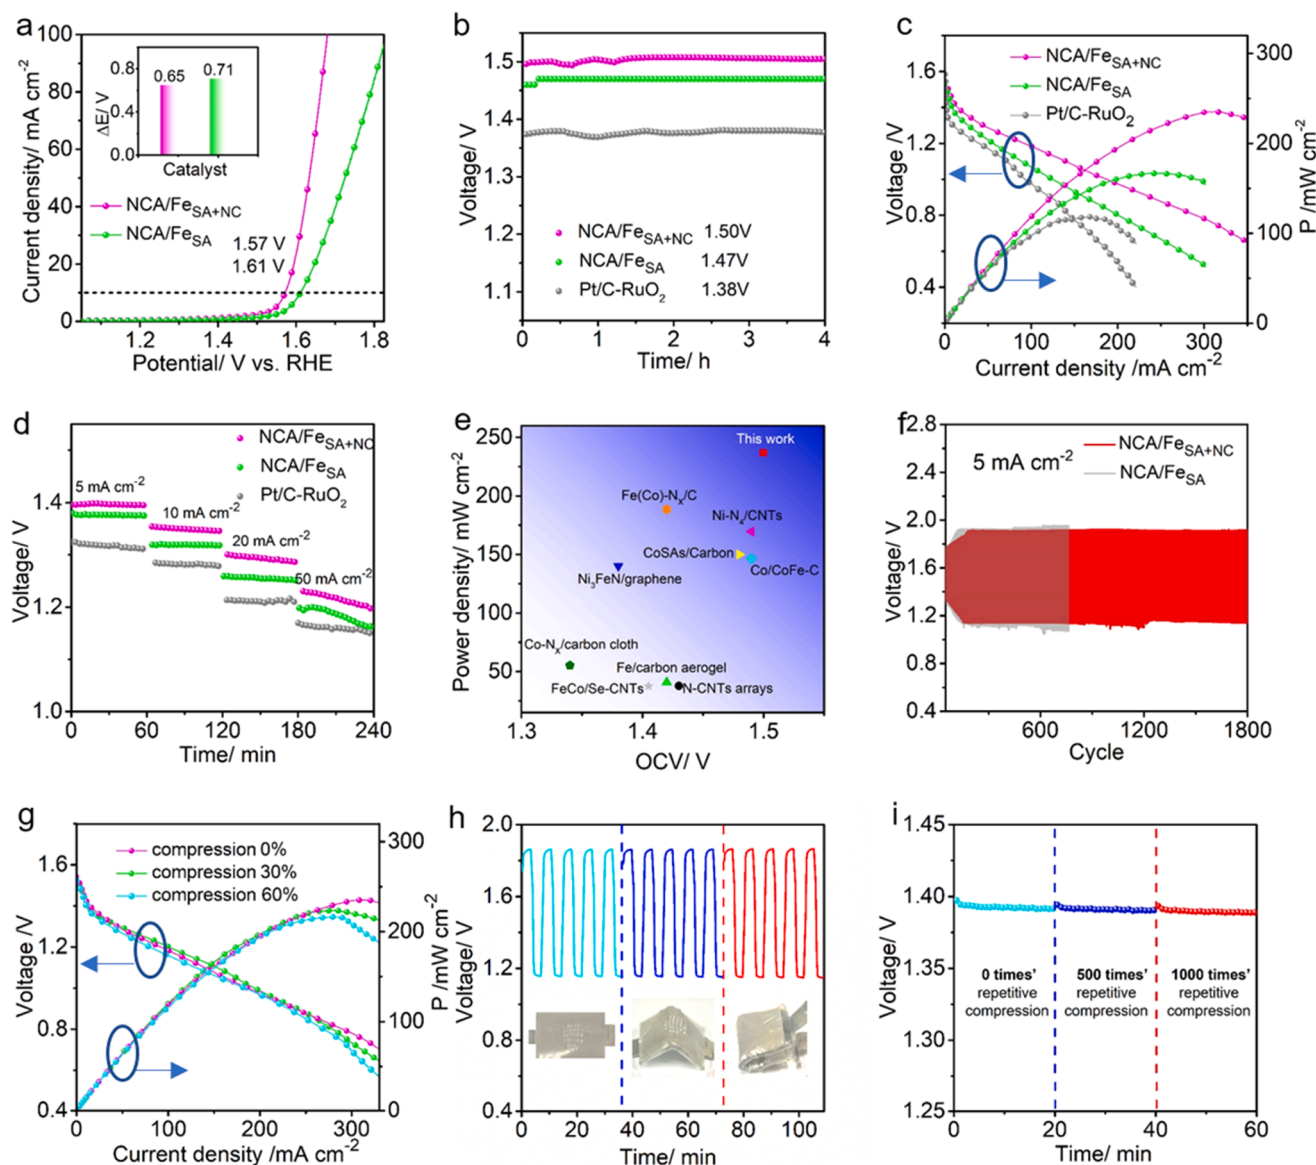 a
Current density/ mA cm-2
100
80
60
40
20
0
1.2
1.4
1.6
1.8
Potential/ V vs. RHE
ΔE/ V
0.8
0.4
0.0
0.65
0.71
Catalyst
NCA/FeSA+NC
NCA/FeSA
1.57 V
1.61 V
b
Voltage/ V
1.5
1.4
1.3
1.2
1.1
0
1
2
3
4
Time/ h
NCA/FeSA+NC 1.50V
NCA/FeSA 1.47V
Pt/C-RuO2 1.38V
c
Voltage /V
1.6
1.2
0.8
0.4
0
100
200
300
Current density /mA cm-2
300
200
100
0
P /mW cm-2
NCA/FeSA+NC
NCA/FeSA
Pt/C-RuO2
d
Voltage/ V
1.4
1.2
1.0
0
60
120
180
240
Time/ min
NCA/FeSA+NC
NCA/FeSA
Pt/C-RuO2
5 mA cm-2
10 mA cm-2
20 mA cm-2
50 mA cm-2
e
Power density/ mW cm-2
250
200
150
100
50
1.3
1.4
1.5
OCV/ V
This work
Fe(Co)-Nx/C
Ni-N4/CNTs
CoSAs/Carbon
Co/CoFe-C
Ni3FeN/graphene
Co-Nx/carbon cloth
Fe/carbon aerogel
FeCo/Se-CNTs
N-CNTs arrays
f
Voltage/ V
2.8
2.4
2.0
1.6
1.2
0.8
0.4
600
1200
1800
Cycle
5 mA cm-2
NCA/FeSA+NC
NCA/FeSA
g
Voltage /V
1.6
1.2
0.8
0.4
0
100
200
300
Current density /mA cm-2
300
200
100
0
P /mW cm-2
compression 0%
compression 30%
compression 60%
h
Voltage/ V
2.0
1.6
1.2
0.8
0.4
0
20
40
60
80
100
Time/ min
i
Voltage/ V
1.45
1.40
1.35
1.30
1.25
0
20
40
60
Time/ min
0 times'
repetitive
compression
500 times'
repetitive
compression
1000 times'
repetitive
compression